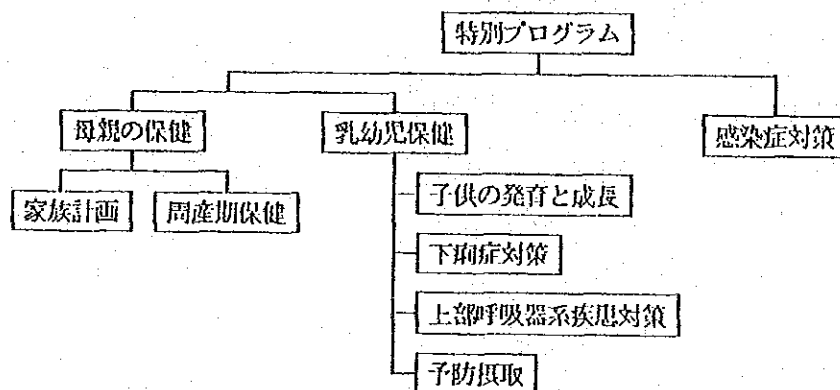 特別プログラム
母親の保健
乳幼児保健
感染症対策
家族計画
周産期保健
子供の発育と成長
下痢症対策
上部呼吸器系疾患対策
予防摂取